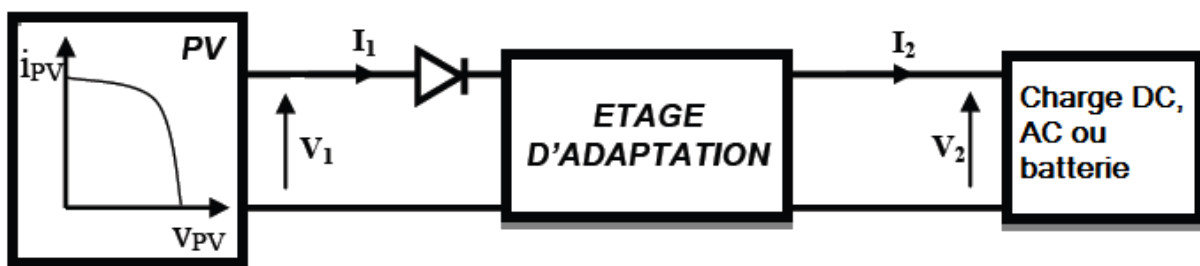 PV
iPV
vPV
I1
V1
ETAGE
D'ADAPTATION
I2
V2
Charge DC,
AC ou
batterie